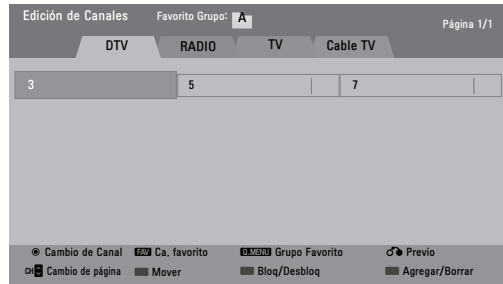 Edición de Canales Favorito Grupo: A Página 1/1
DTV RADIO TV Cable TV
3 5 7
Cambio de Canal FAV Ca, favorito Q.MENU Grupo Favorito Previo
CH Cambio de página Mover Bloq/Desbloq Agregar/Borrar